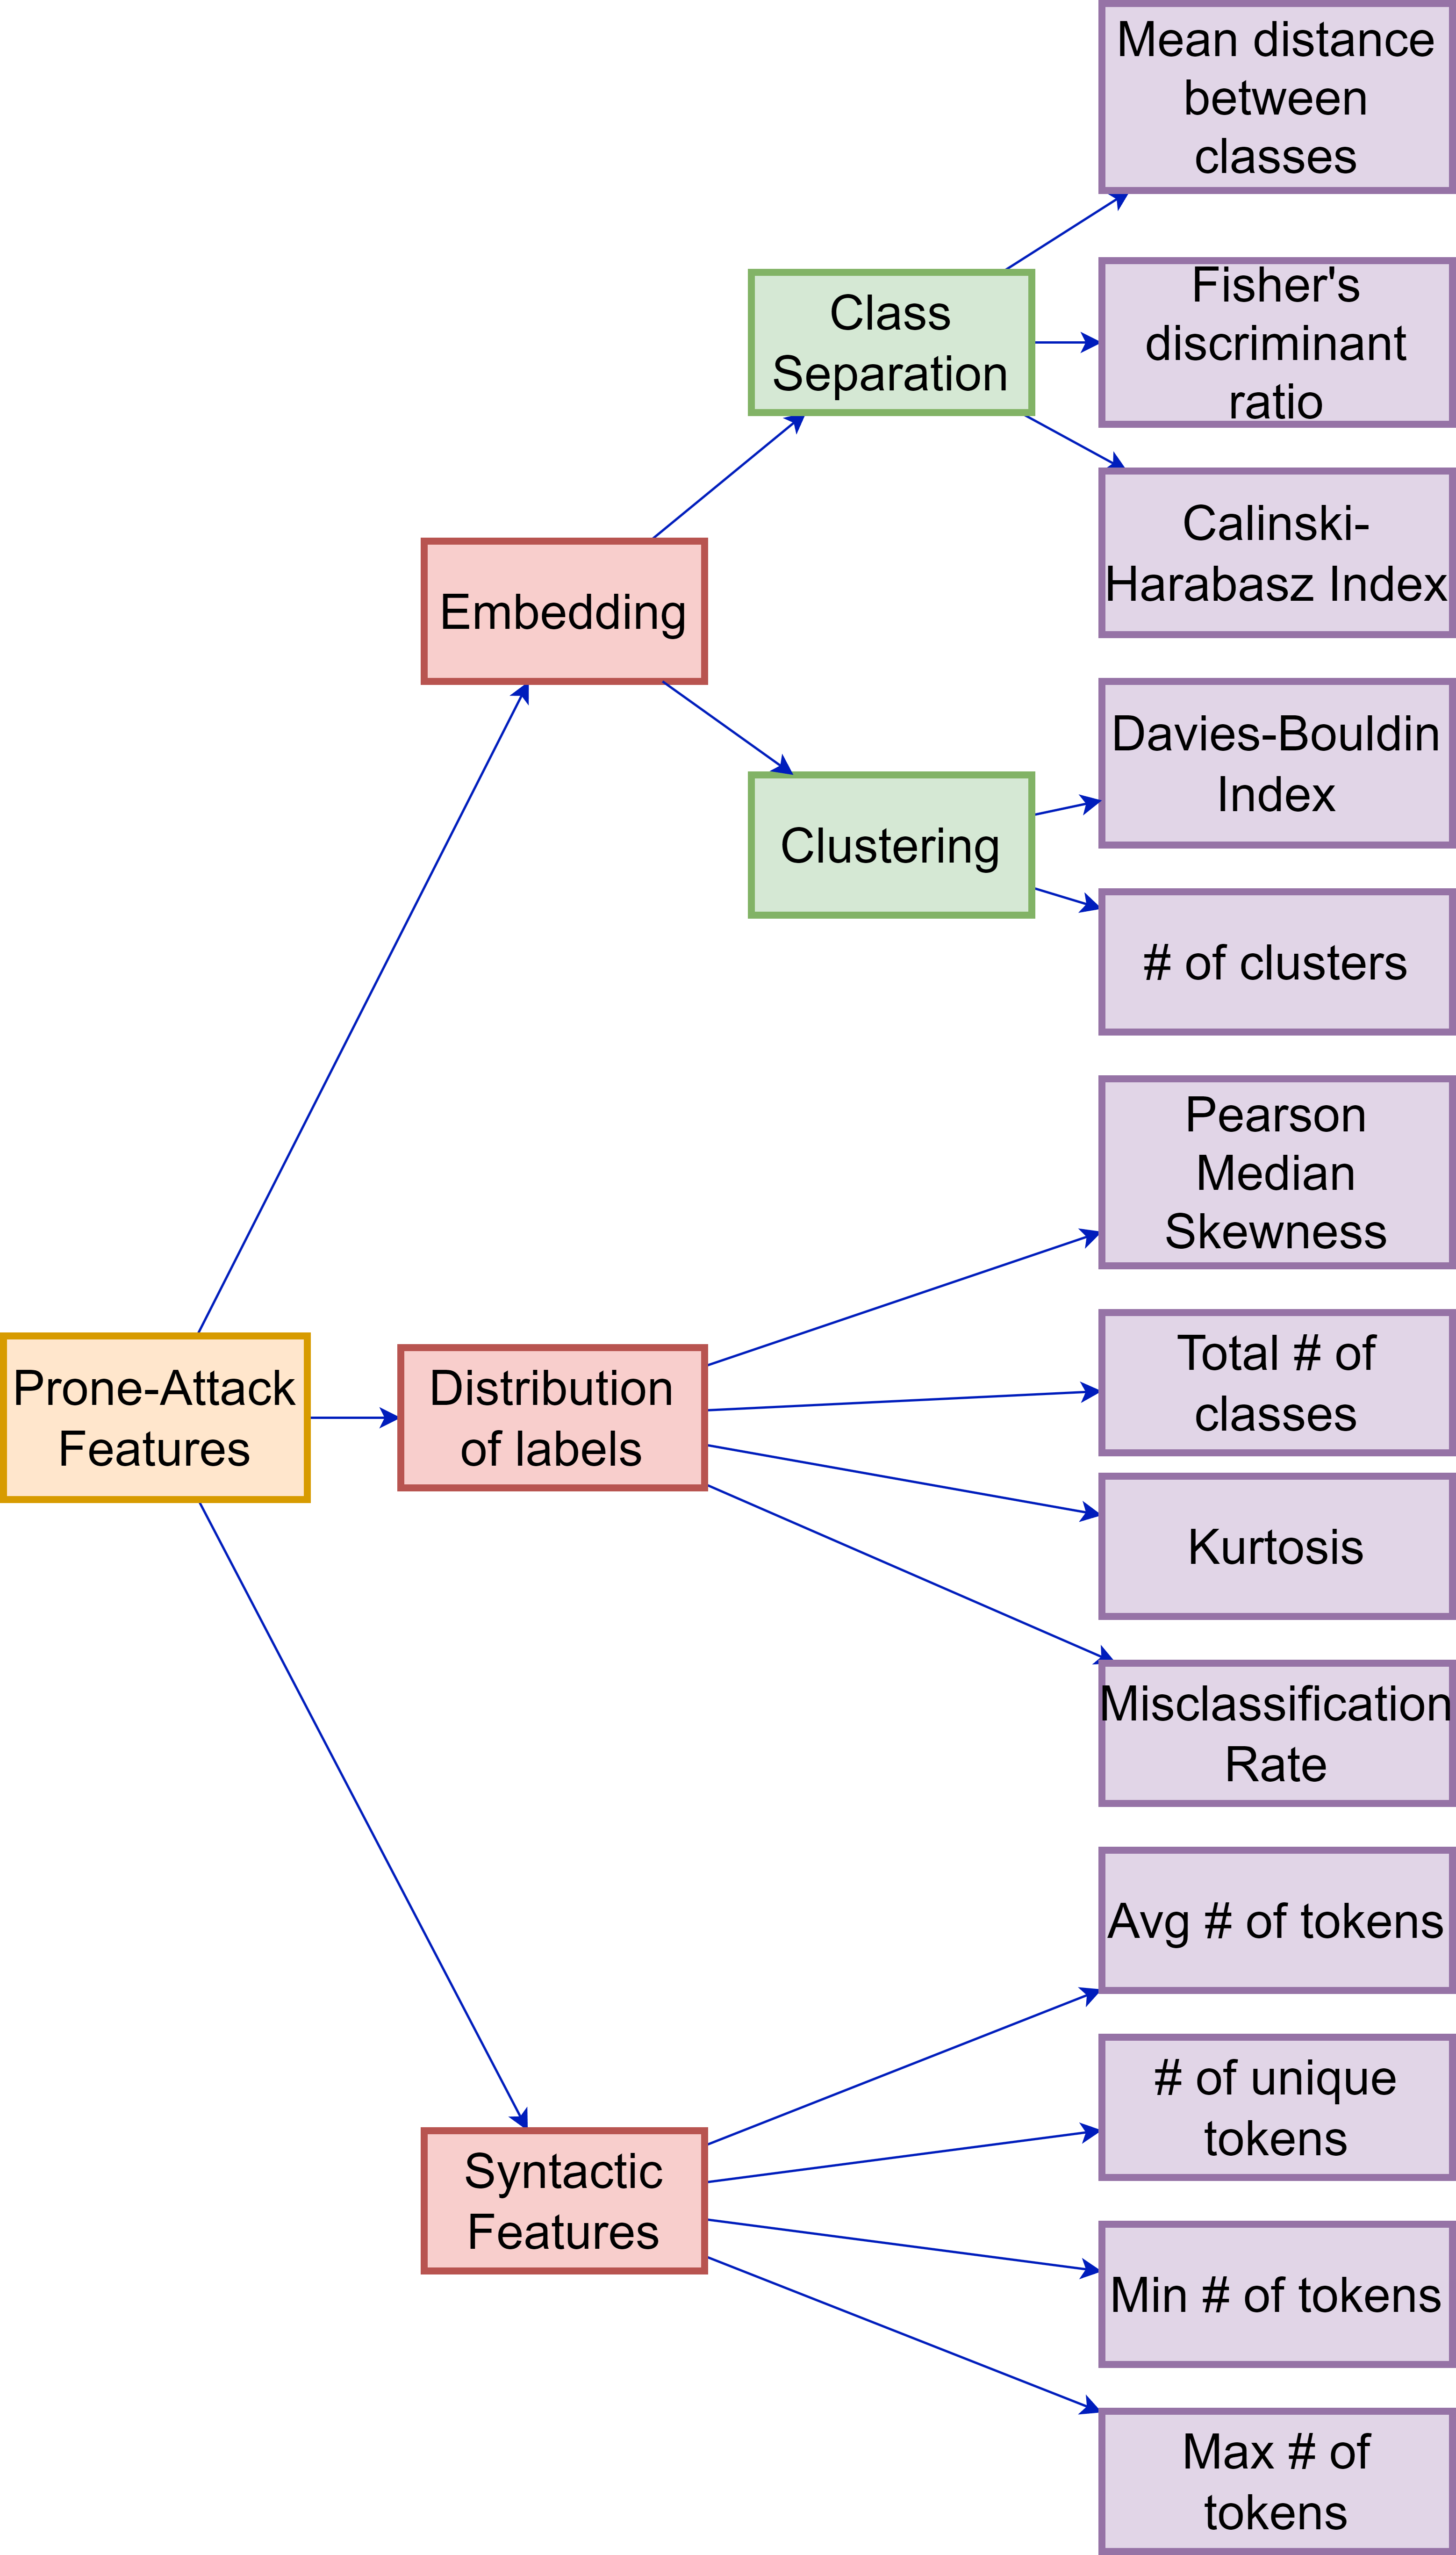 Mean distance
between
classes
Fisher's
discriminant
ratio
Class
Separation
Calinski-
Harabasz Index
Embedding
Davies-Bouldin
Index
Clustering
# of clusters
Pearson
Median
Skewness
Prone-Attack
Features
Distribution
of labels
Total # of
classes
Kurtosis
Misclassification
Rate
Avg # of tokens
# of unique
tokens
Syntactic
Features
Min # of tokens
Max # of
tokens